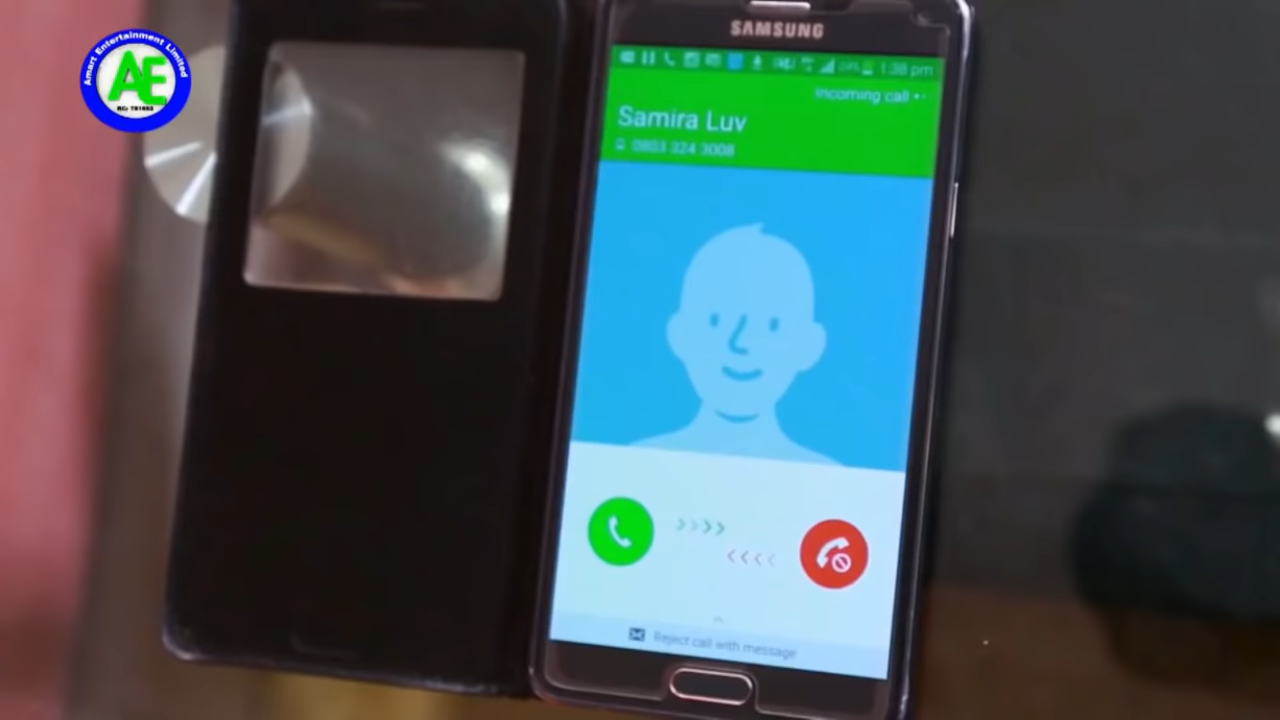 Amart Entertainment Limited
AE
SAMSUNG
1:38 pm
Incoming call
Samira Luv
0803 324 3008
Reject call with message